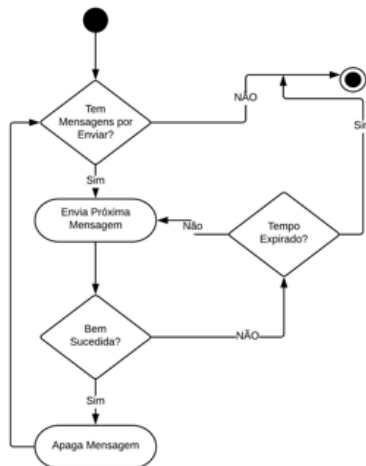 Tem
Mensagens por
Enviar?
NÃO
Sim
Sim
Envia Próxima
Mensagem
Não
Tempo
Expirado?
Bem
Sucedida?
NÃO
Sim
Apaga Mensagem